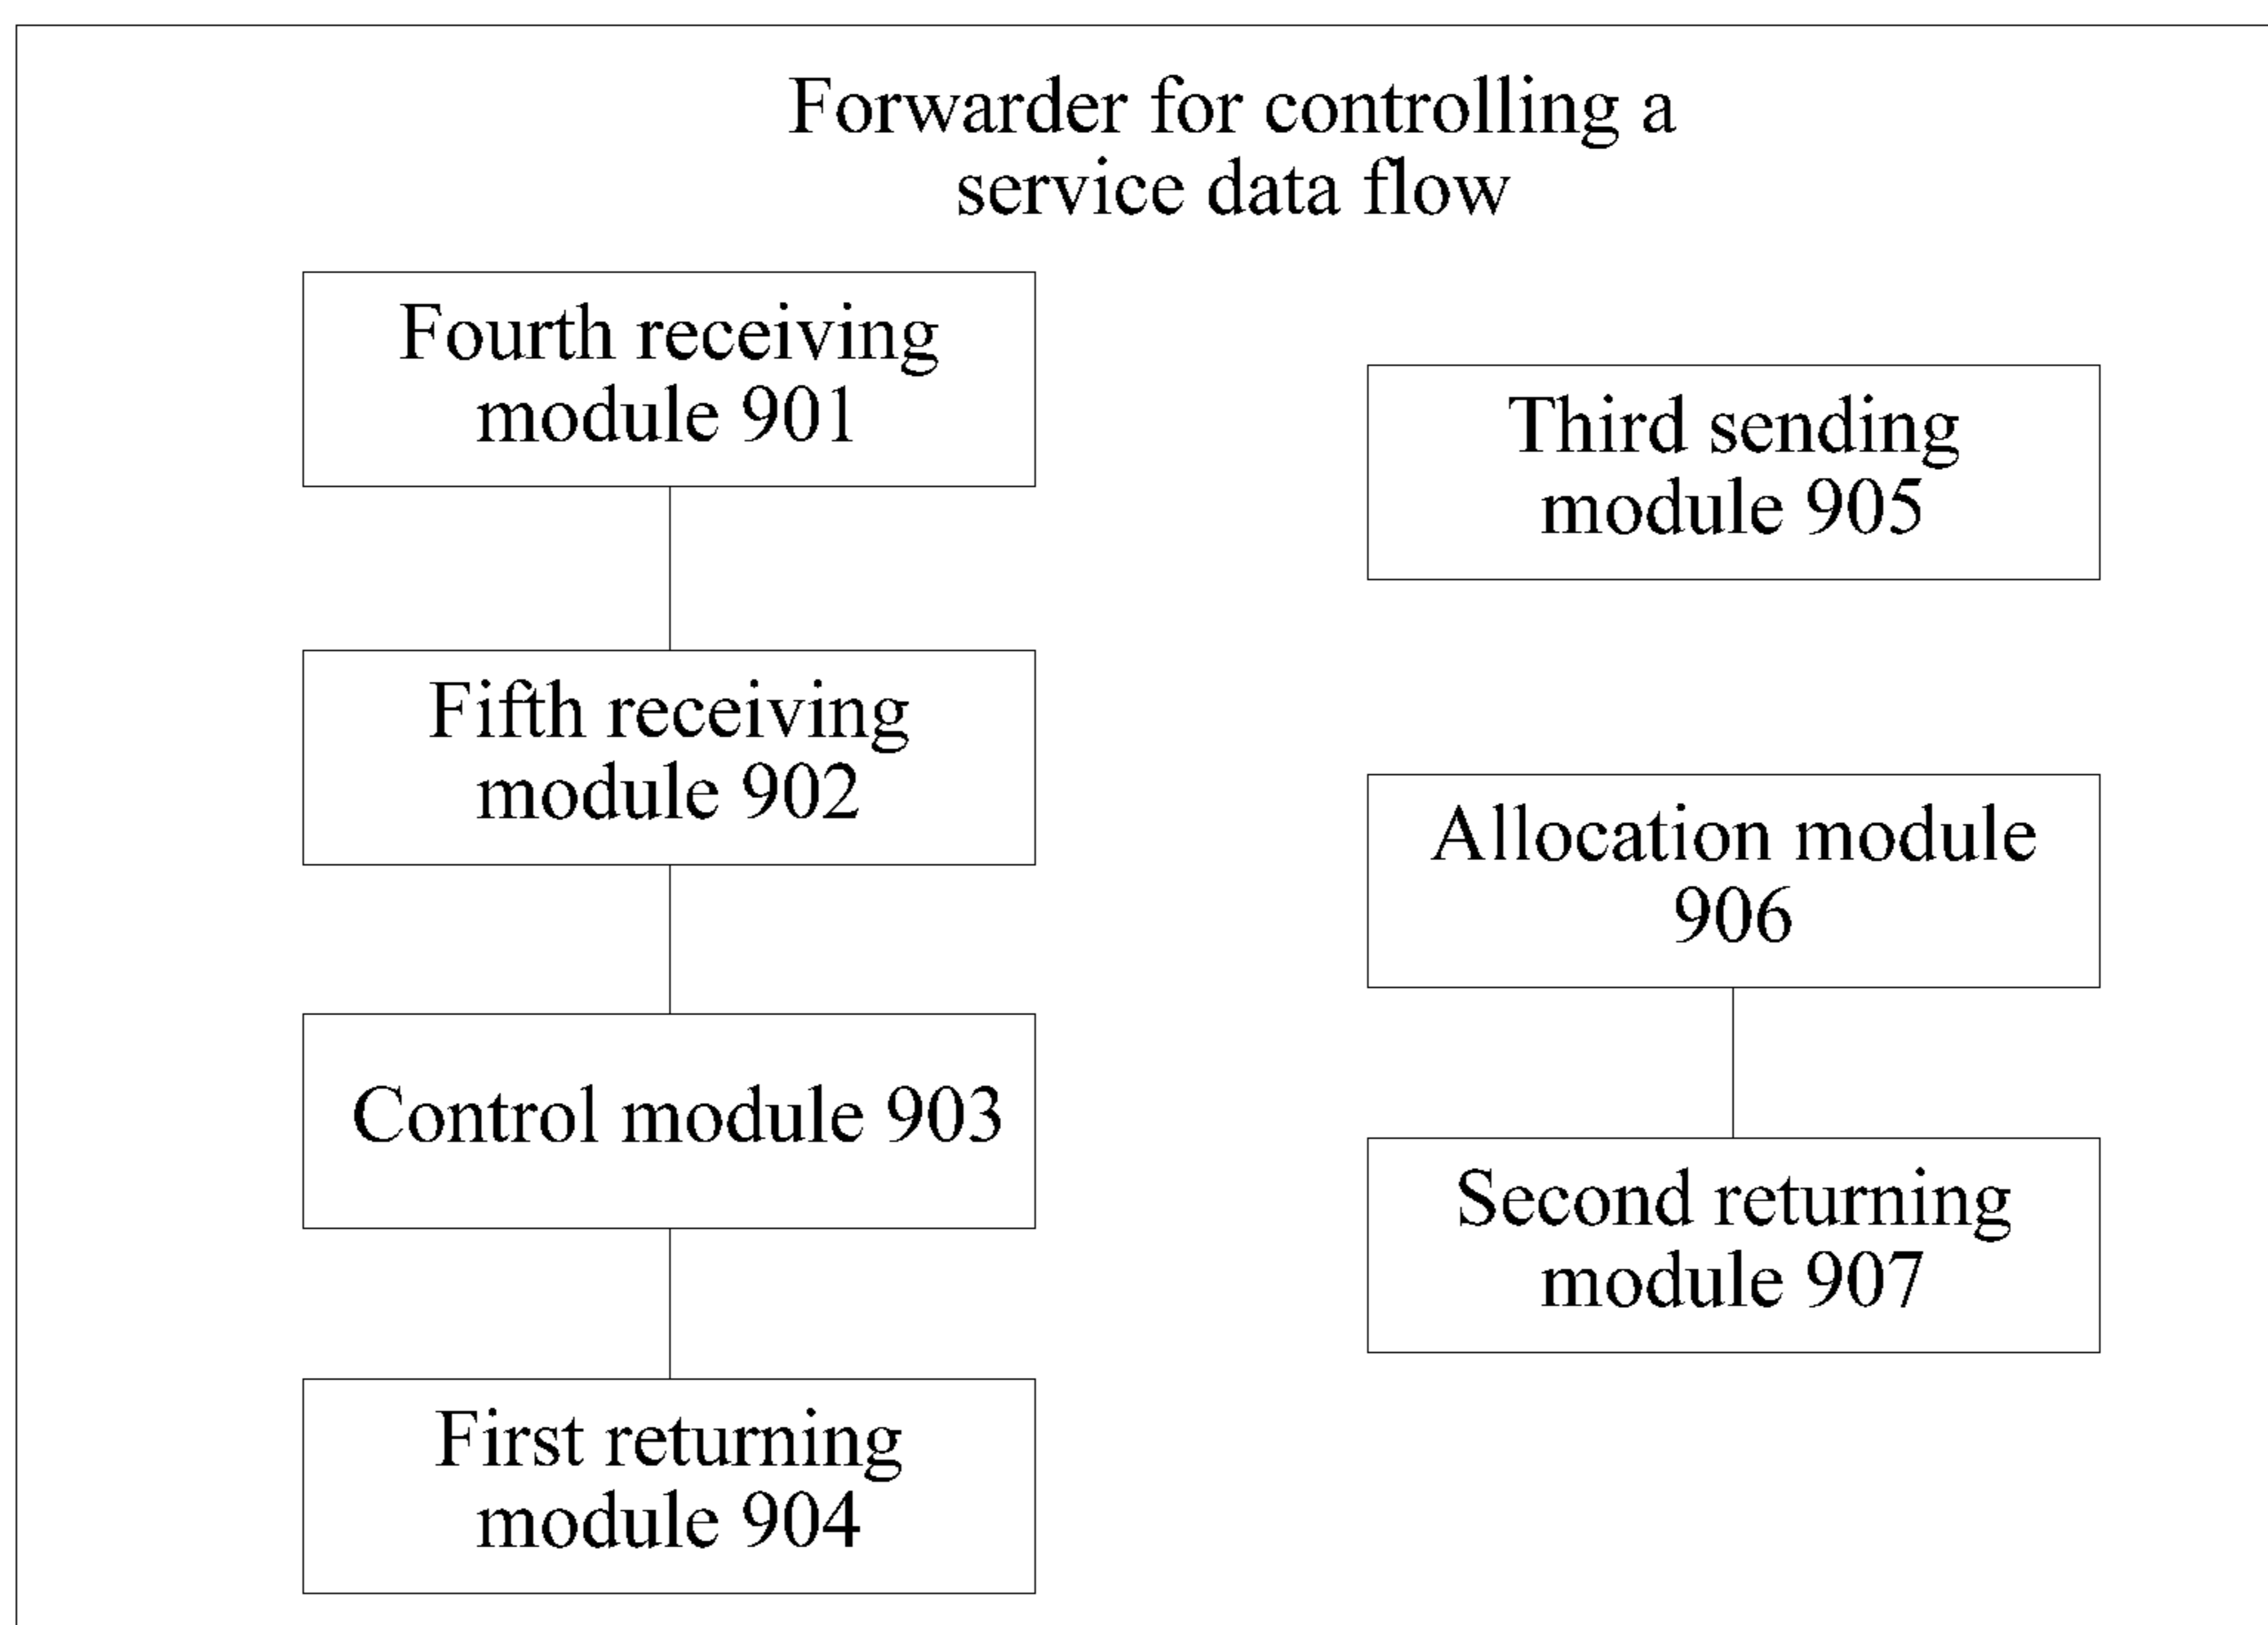 Forwarder for controlling a
service data flow
Fourth receiving
module 901
Fifth receiving
module 902
Control module 903
First returning
module 904
Third sending
module 905
Allocation module
906
Second returning
module 907